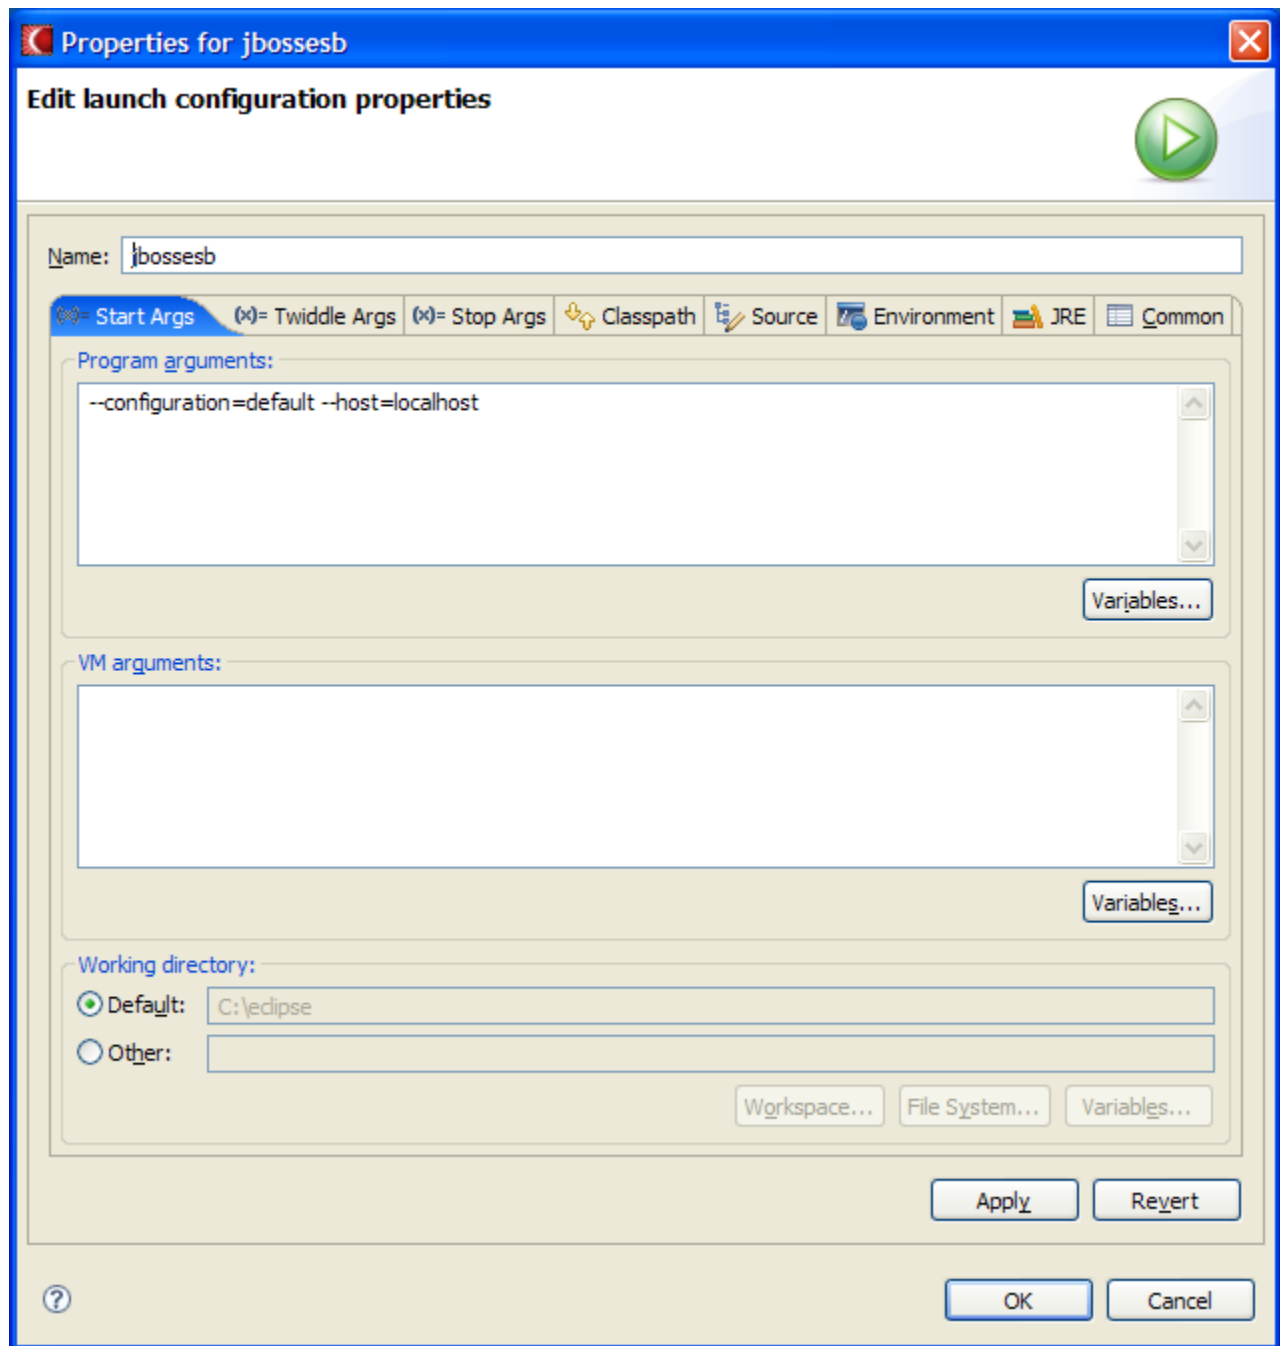 Properties for jbossesb
Edit launch configuration properties
Name: jbossesb
(x)= Start Args (x)= Twiddle Args (x)= Stop Args Classpath Source Environment JRE Common
Program arguments:
--configuration=default --host=localhost
Variables...
VM arguments:
Variables...
Working directory:
Default: C:\eclipse
Other:
Workspace... File System... Variables...
Apply Revert
? OK Cancel